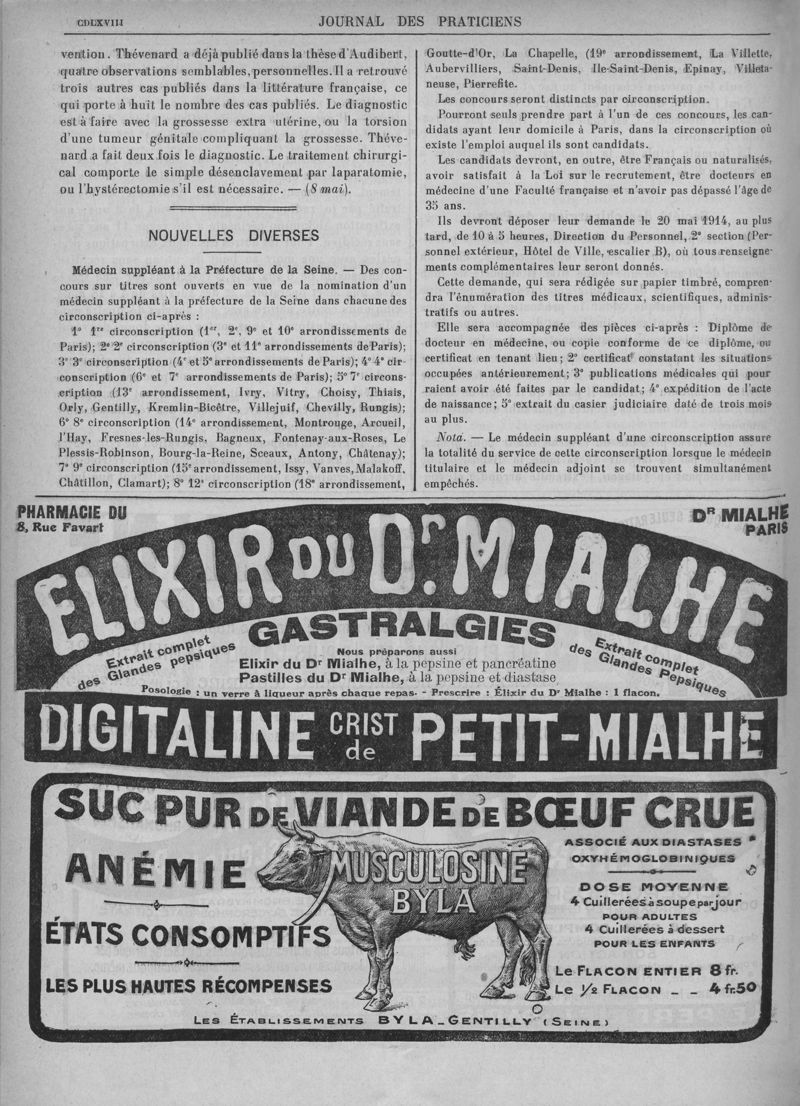 CDLXVIII
JOURNAL DES PRATICIENS
vention. Thévenard a déjà publié dans la thèse d'Audibert,
quatre observations semblables, personnelles. Il a retrouvé
trois autres cas publiés dans la littérature française, ce
qui porte à huit le nombre des cas publiés. Le diagnostic
est à faire avec la grossesse extra utérine, ou la torsion
d'une tumeur génitale compliquant la grossesse. Théve-
nard a fait deux fois le diagnostic. Le traitement chirurgi-
cal comporte le simple désenclavement par laparatomie,
ou l'hystérectomie s'il est nécessaire. — (8 mai).
NOUVELLES DIVERSES
Médecin suppléant à la Préfecture de la Seine. — Des con-
cours sur titres sont ouverts en vue de la nomination d'un
médecin suppléant à la préfecture de la Seine dans chacune des
circonscription ci-après :
1° 1re circonscription (1er, 2e, 9e et 10e arrondissements de
Paris); 2° 2e circonscription (3e et 11e arrondissements de Paris);
3° 3e circonscription (4e et 5e arrondissements de Paris); 4° 4e cir-
conscription (6e et 7e arrondissements de Paris); 5° 7e circons-
cription (13e arrondissement, Ivry, Vitry, Choisy, Thiais,
Orly, Gentilly, Kremlin-Bicêtre, Villejuif, Chevilly, Rungis);
6° 8e circonscription (14e arrondissement, Montrouge, Arcueil,
l'Hay, Fresnes-les-Rungis, Bagneux, Fontenay-aux-Roses, Le
Plessis-Robinson, Bourg-la-Reine, Sceaux, Antony, Châtenay);
7° 9e circonscription (15e arrondissement, Issy, Vanves, Malakoff,
Châtillon, Clamart); 8° 12e circonscription (18e arrondissement,
Goutte-d'Or, La Chapelle, (19e arrondissement, La Villette,
Aubervilliers, Saint-Denis, Ile-Saint-Denis, Epinay, Villeta-
neuse, Pierrefite.
Les concours seront distincts par circonscription.
Pourront seuls prendre part à l'un de ces concours, les can-
didats ayant leur domicile à Paris, dans la circonscription où
existe l'emploi auquel ils sont candidats.
Les candidats devront, en outre, être Français ou naturalisés,
avoir satisfait à la Loi sur le recrutement, être docteurs en
médecine d'une Faculté française et n'avoir pas dépassé l'âge de
35 ans.
Ils devront déposer leur demande le 20 mai 1914, au plus
tard, de 10 à 5 heures, Direction du Personnel, 2e section (Per-
sonnel extérieur, Hôtel de Ville, escalier B), où tous renseigne-
ments complémentaires leur seront donnés.
Cette demande, qui sera rédigée sur papier timbré, compren-
dra l'énumération des titres médicaux, scientifiques, adminis-
tratifs ou autres.
Elle sera accompagnée des pièces ci-après : Diplôme de
docteur en médecine, ou copie conforme de ce diplôme, ou
certificat en tenant lieu; 2° certificat constatant les situations
occupées antérieurement; 3° publications médicales qui pour
raient avoir été faites par le candidat; 4° expédition de l'acte
de naissance; 5° extrait du casier judiciaire daté de trois mois
au plus.
Nota. — Le médecin suppléant d'une circonscription assure
la totalité du service de cette circonscription lorsque le médecin
titulaire et le médecin adjoint se trouvent simultanément
empêchés.
PHARMACIE DU
8, Rue Favart
DR MIALHE
PARIS
ELIXIR DU Dr. MIALHE
GASTRALGIES
Extrait complet
des Glandes pepsiques
Nous préparons aussi
Elixir du Dr Mialhe, à la pepsine et pancréatine
Pastilles du Dr Mialhe, à la pepsine et diastase
Extrait complet
des Glandes Pepsiques
Posologie : un verre à liqueur après chaque repas. - Prescrire : Élixir du Dr Mialhe : 1 flacon.
DIGITALINE CRIST de PETIT-MIALHE
SUC PUR DE VIANDE DE BŒUF CRUE
ANÉMIE
ÉTATS CONSOMPTIFS
LES PLUS HAUTES RÉCOMPENSES
MUSCULOSINE
BYLA
ASSOCIÉ AUX DIASTASES
OXYHÉMOGLOBINIQUES
DOSE MOYENNE
4 Cuillerées à soupe par jour
POUR ADULTES
4 Cuillerées à dessert
POUR LES ENFANTS
LE FLACON ENTIER 8 fr.
LE 1/2 FLACON _ _ 4 fr. 50
LES ÉTABLISSEMENTS BYLA_GENTILLY (SEINE)